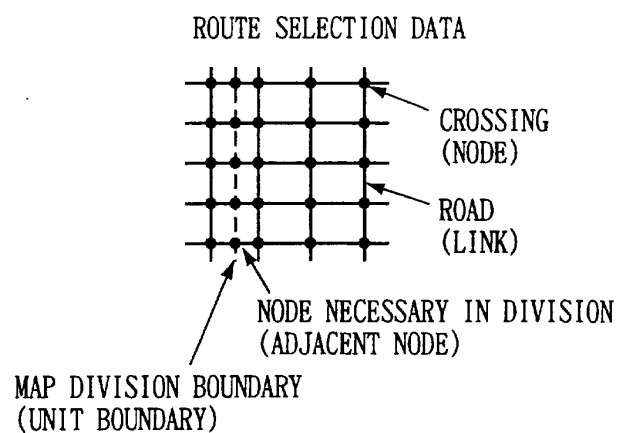 ROUTE SELECTION DATA
CROSSING
(NODE)
ROAD
(LINK)
NODE NECESSARY IN DIVISION
(ADJACENT NODE)
MAP DIVISION BOUNDARY
(UNIT BOUNDARY)